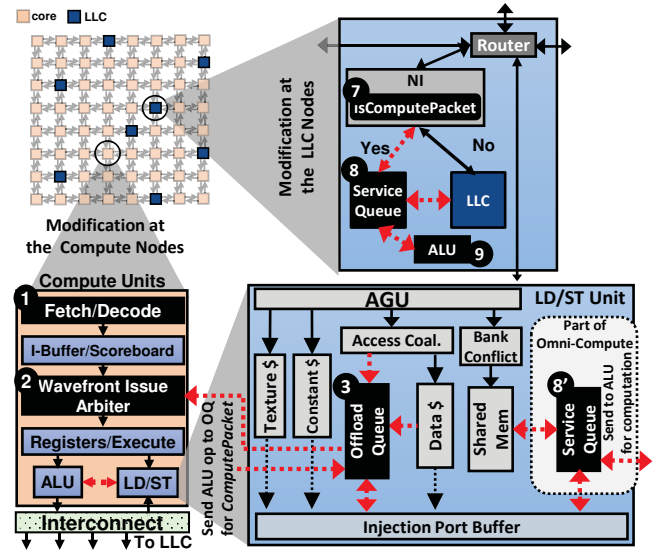 core
LLC
Router
NI
7
IsComputePacket
Yes
No
8
Service
Queue
LLC
ALU
9
Modification at
the LLC Nodes
Modification at
the Compute Nodes
Compute Units
1
Fetch/Decode
I-Buffer/Scoreboard
2
Wavefront Issue
Arbiter
Registers/Execute
ALU
LD/ST
Interconnect
To LLC
Send ALU op to OQ
for ComputePacket
AGU
LD/ST Unit
Texture $
Constant $
Access Coal.
3
Offload
Queue
Data $
Bank
Conflict
Shared
Mem
Part of
Omni-Compute
8'
Service
Queue
Send to ALU
for computation
Injection Port Buffer